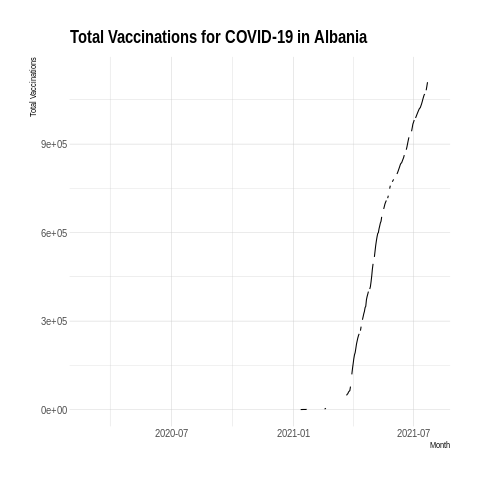 Total Vaccinations for COVID-19 in Albania
Total Vaccinations
9e+05
6e+05
3e+05
0e+00
2020-07 2021-01 2021-07
Month